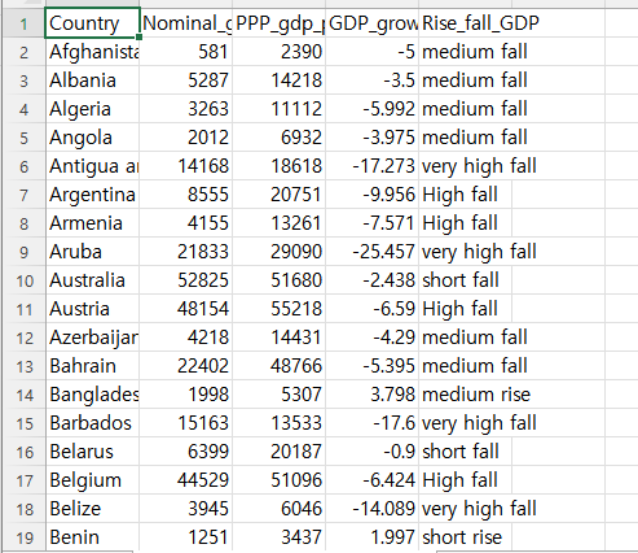 1 Country Nominal_g PPP_gdp_ GDP_grow Rise_fall_GDP
2 Afghanista 581 2390 -5 medium fall
3 Albania 5287 14218 -3.5 medium fall
4 Algeria 3263 11112 -5.992 medium fall
5 Angola 2012 6932 -3.975 medium fall
6 Antigua a 14168 18618 -17.273 very high fall
7 Argentina 8555 20751 -9.956 High fall
8 Armenia 4155 13261 -7.571 High fall
9 Aruba 21833 29090 -25.457 very high fall
10 Australia 52825 51680 -2.438 short fall
11 Austria 48154 55218 -6.59 High fall
12 Azerbaijar 4218 14431 -4.29 medium fall
13 Bahrain 22402 48766 -5.395 medium fall
14 Banglades 1998 5307 3.798 medium rise
15 Barbados 15163 13533 -17.6 very high fall
16 Belarus 6399 20187 -0.9 short fall
17 Belgium 44529 51096 -6.424 High fall
18 Belize 3945 6046 -14.089 very high fall
19 Benin 1251 3437 1.997 short rise